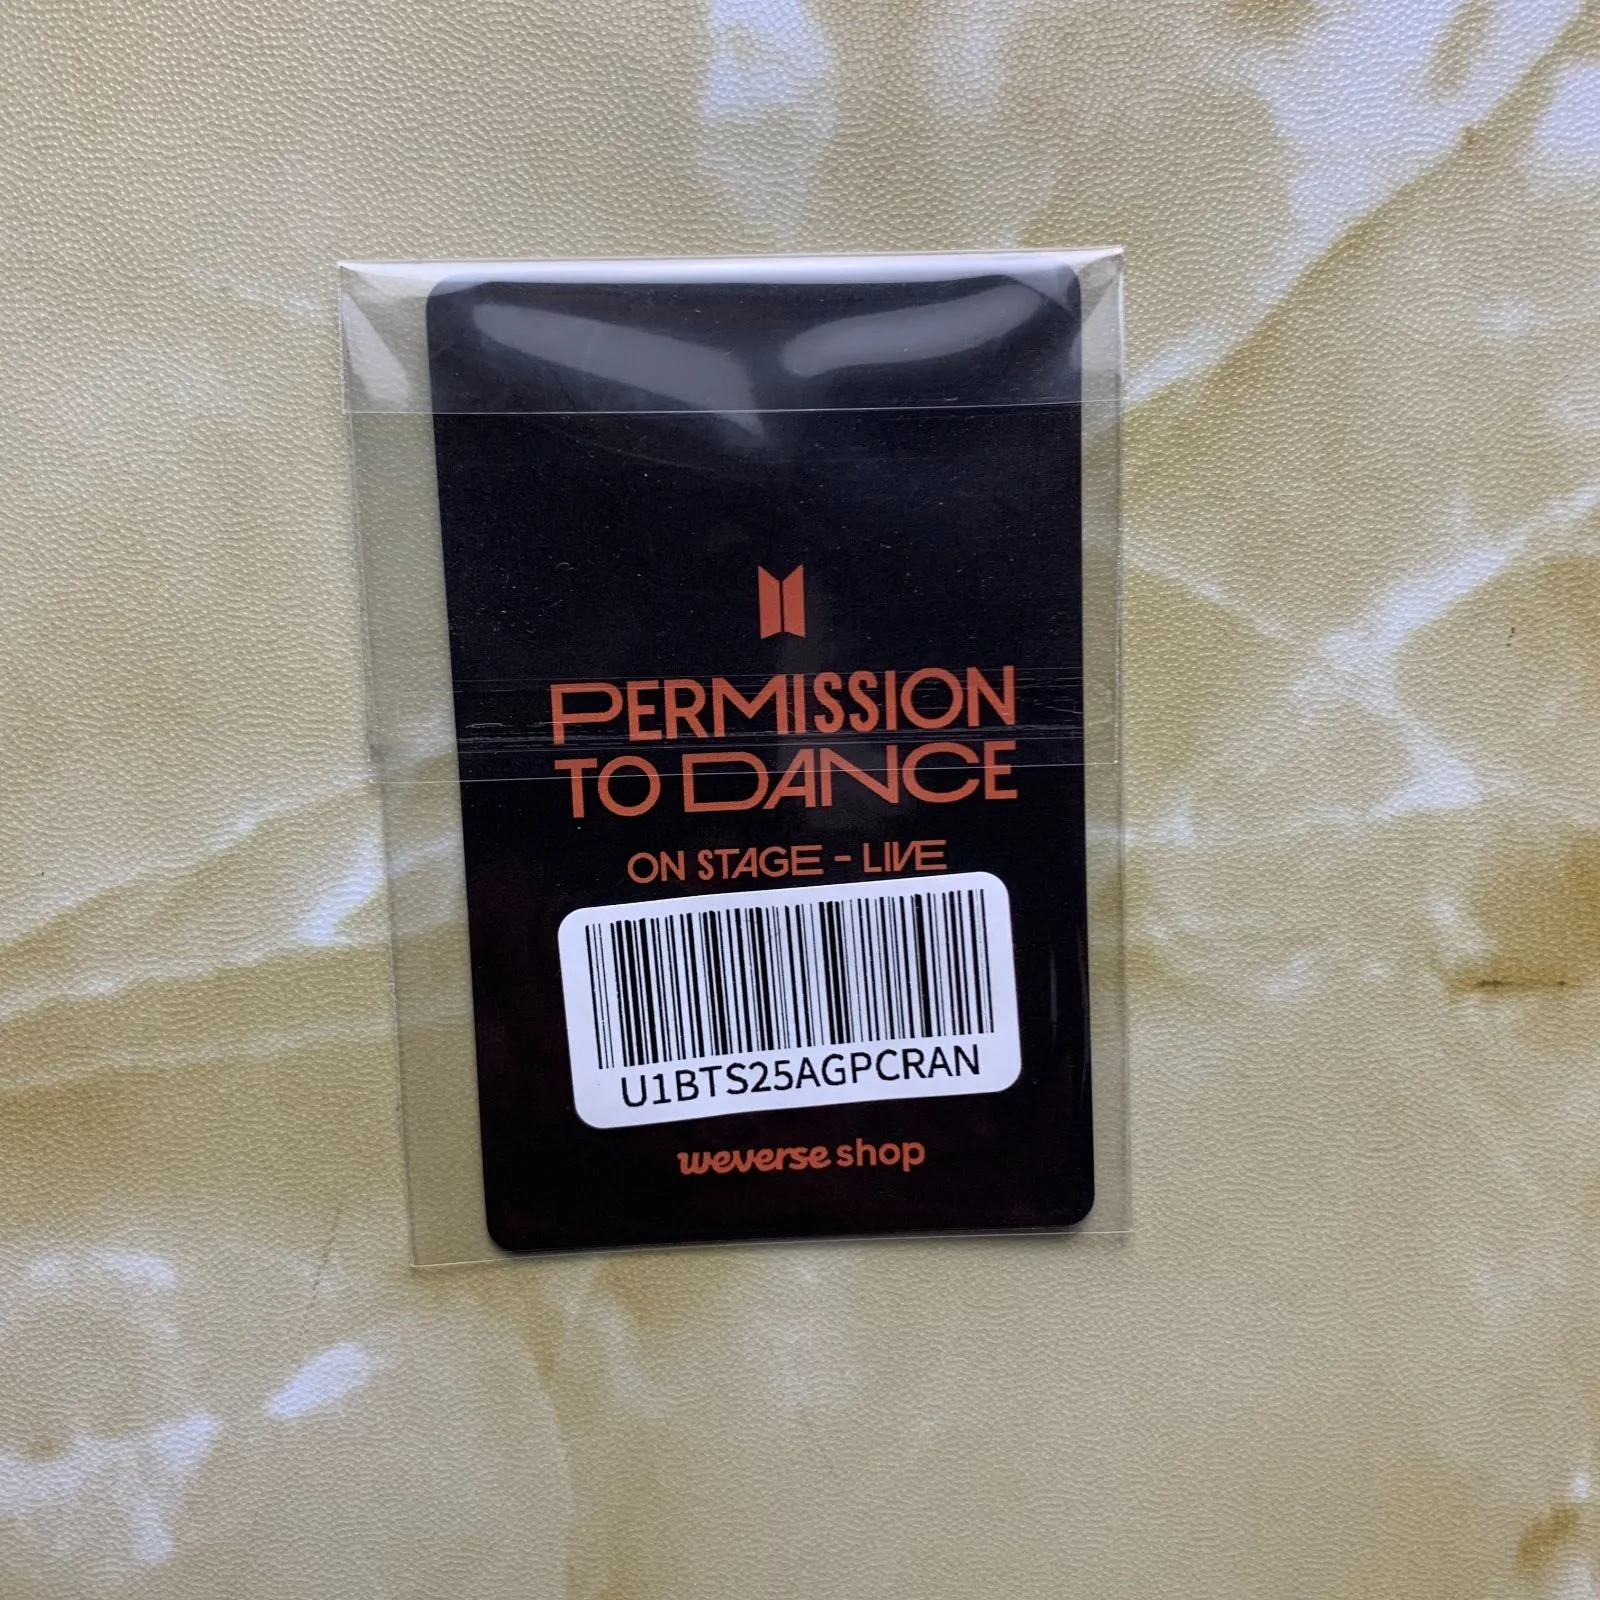 PERMISSION
TO DANCE
ON STAGE - LIVE
U1BTS25AGPCRAN
weverse shop